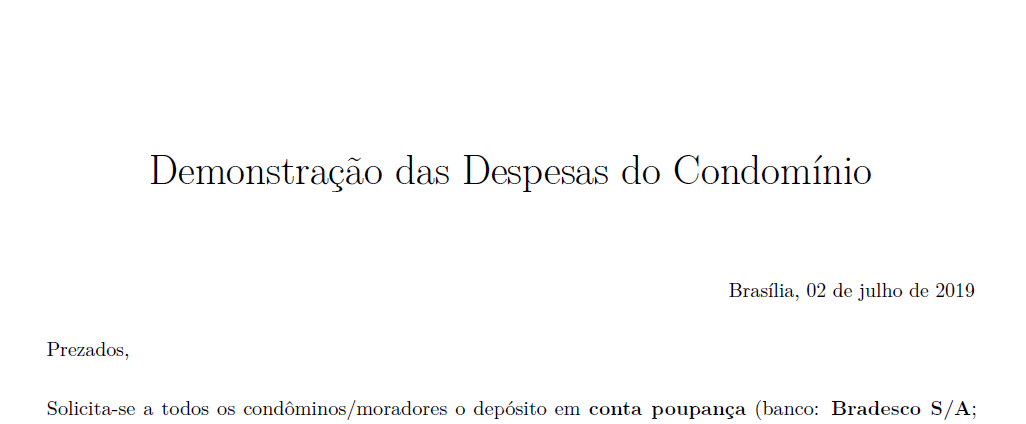 Demonstração das Despesas do Condomínio
Brasília, 02 de julho de 2019
Prezados,
Solicita-se a todos os condôminos/moradores o depósito em conta poupança (banco: Bradesco S/A;